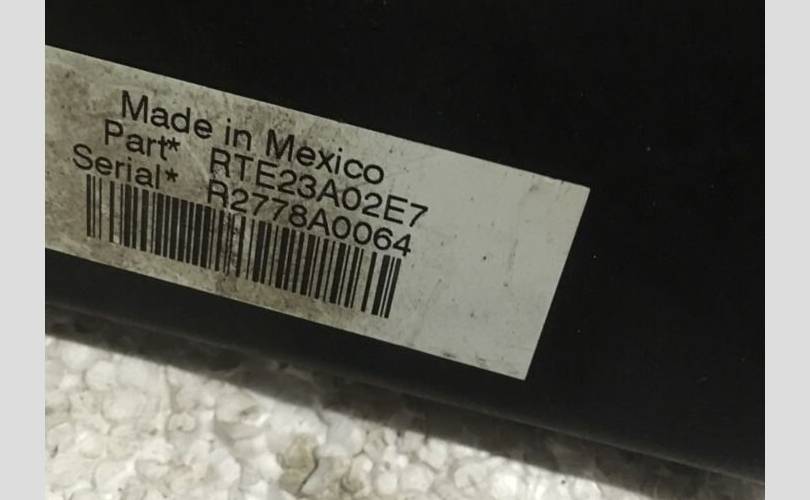 Made in Mexico
Part* RTE23A02E7
Serial* R2778A0064